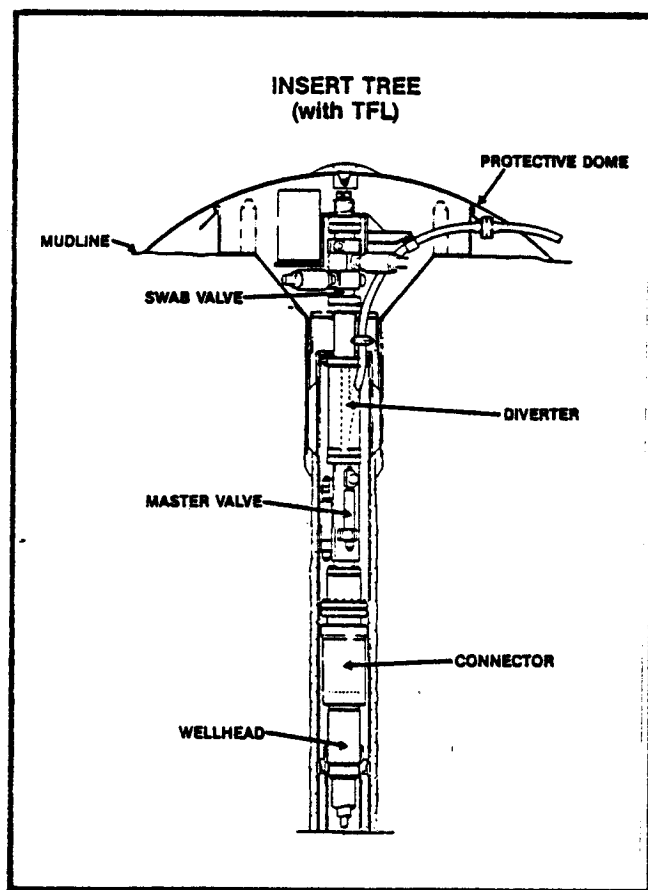 INSERT TREE
(with TFL)
PROTECTIVE DOME
MUDLINE
SWAB VALVE
DIVERTER
MASTER VALVE
CONNECTOR
WELLHEAD